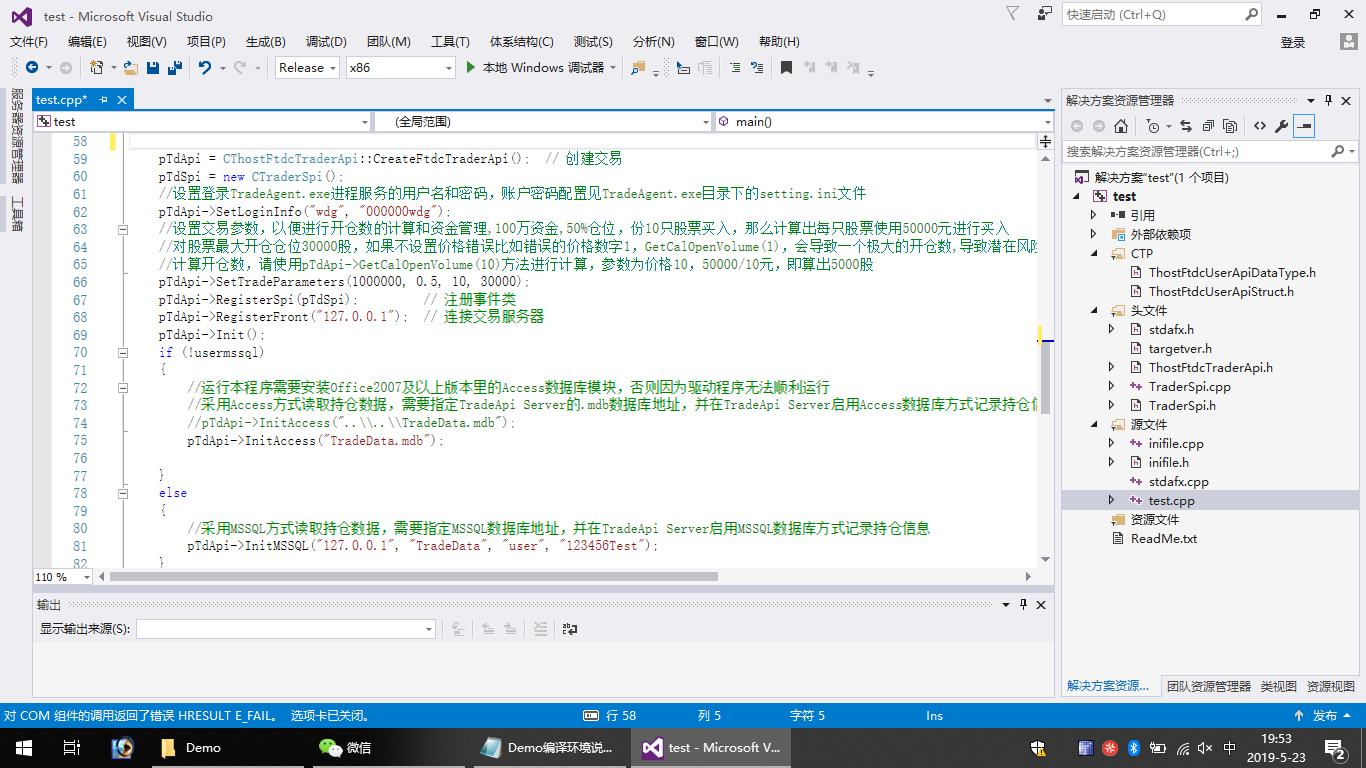 test - Microsoft Visual Studio
快速启动 (Ctrl+Q)
文件(F) 编辑(E) 视图(V) 项目(P) 生成(B) 调试(D) 团队(M) 工具(T) 体系结构(C) 测试(S) 分析(N) 窗口(W) 帮助(H) 登录
Release x86 本地 Windows 调试器
服务器资源管理器
工具箱
test.cpp*
test (全局范围) main()
58
59 pTdApi = CThostFtdcTraderApi::CreateFtdcTraderApi(); // 创建交易
60 pTdSpi = new CTraderSpi();
61 //设置登录TradeAgent.exe进程服务的用户名和密码，账户密码配置见TradeAgent.exe目录下的setting.ini文件
62 pTdApi->SetLoginInfo("wdg", "000000wdg");
63 //设置交易参数，以便进行开仓数的计算和资金管理,100万资金,50%仓位，份10只股票买入，那么计算出每只股票使用50000元进行买入
64 //对股票最大开仓仓位30000股，如果不设置价格错误比如错误的价格数字1，GetCalOpenVolume(1)，会导致一个极大的开仓数,导致潜在风险
65 //计算开仓数，请使用pTdApi->GetCalOpenVolume(10)方法进行计算，参数为价格10，50000/10元，即算出5000股
66 pTdApi->SetTradeParameters(1000000, 0.5, 10, 30000);
67 pTdApi->RegisterSpi(pTdSpi); // 注册事件类
68 pTdApi->RegisterFront("127.0.0.1"); // 连接交易服务器
69 pTdApi->Init();
70 if (!usermssql)
71 {
72 //运行本程序需要安装Office2007及以上版本里的Access数据库模块，否则因为驱动程序无法顺利运行
73 //采用Access方式读取持仓数据，需要指定TradeApi Server的.mdb数据库地址，并在TradeApi Server启用Access数据库方式记录持仓信
74 //pTdApi->InitAccess("..\\..\\TradeData.mdb");
75 pTdApi->InitAccess("TradeData.mdb");
76
77 }
78 else
79 {
80 //采用MSSQL方式读取持仓数据，需要指定MSSQL数据库地址，并在TradeApi Server启用MSSQL数据库方式记录持仓信息
81 pTdApi->InitMSSQL("127.0.0.1", "TradeData", "user", "123456Test");
82 }
110 %
输出
显示输出来源(S):
解决方案资源管理器
搜索解决方案资源管理器(Ctrl+;)
解决方案"test"(1 个项目)
test
引用
外部依赖项
CTP
ThostFtdcUserApiDataType.h
ThostFtdcUserApiStruct.h
头文件
stdafx.h
targetver.h
ThostFtdcTraderApi.h
TraderSpi.cpp
TraderSpi.h
源文件
inifile.cpp
inifile.h
stdafx.cpp
test.cpp
资源文件
ReadMe.txt
解决方案资源... 团队资源管理器 类视图 资源视图
对 COM 组件的调用返回了错误 HRESULT E_FAIL。 选项卡已关闭。 行 58 列 5 字符 5 Ins 发布
Demo 微信 Demo编译环境说... test - Microsoft V... 中 19:53
2019-5-23 2